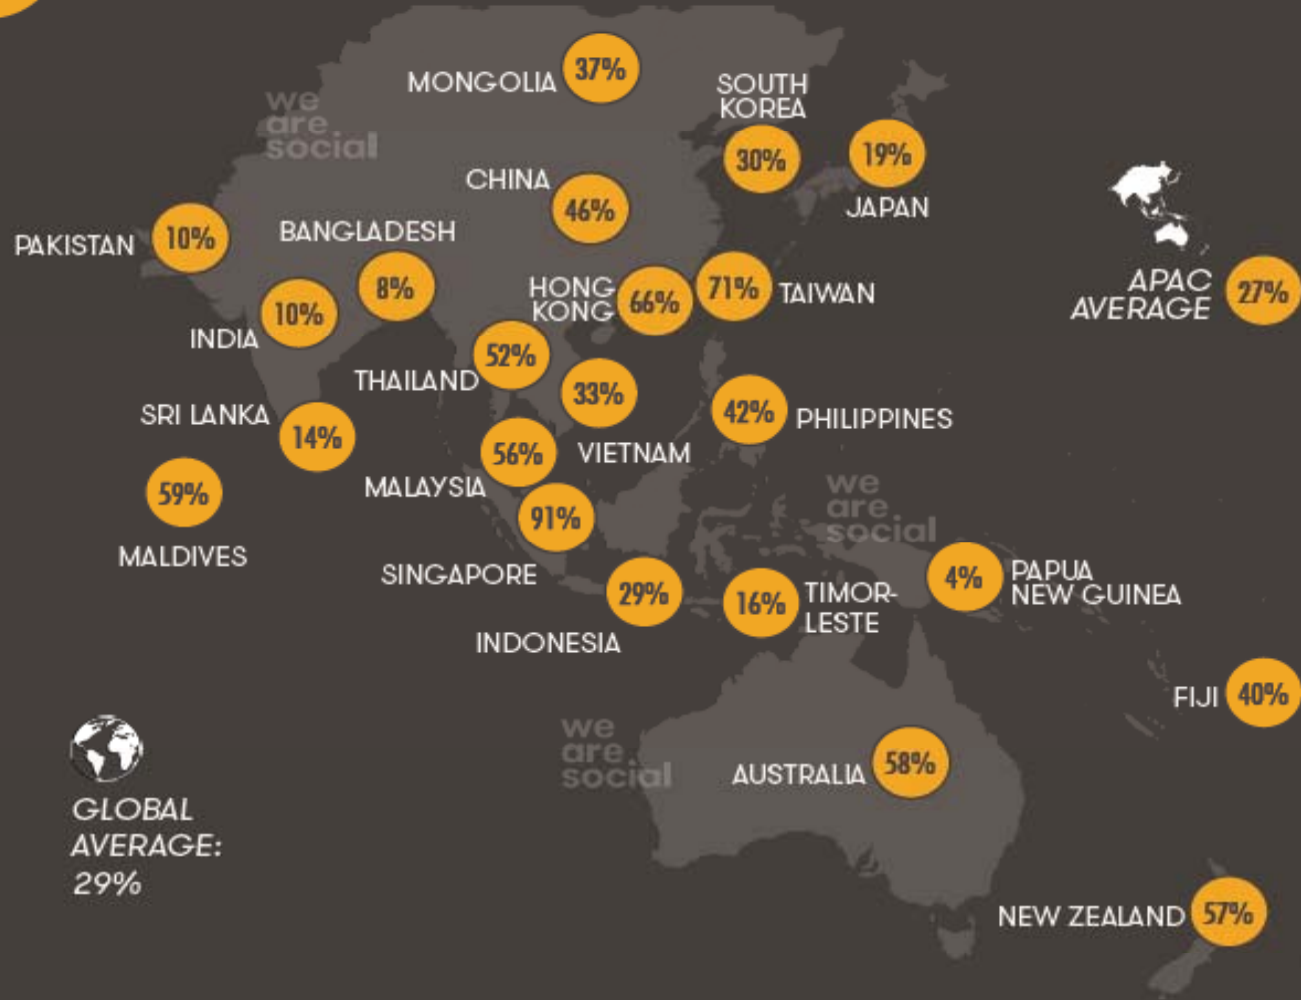 MONGOLIA
37%
SOUTH
KOREA
30%
19%
JAPAN
we
are
social
CHINA
46%
PAKISTAN
10%
BANGLADESH
8%
HONG
KONG
66%
71%
TAIWAN
APAC
AVERAGE
27%
10%
INDIA
52%
THAILAND
33%
VIETNAM
42%
PHILIPPINES
SRI LANKA
14%
56%
MALAYSIA
59%
MALDIVES
91%
SINGAPORE
we
are
social
29%
INDONESIA
16%
TIMOR-
LESTE
4%
PAPUA
NEW GUINEA
FIJI
40%
we
are
social
AUSTRALIA
58%
GLOBAL
AVERAGE:
29%
NEW ZEALAND
57%